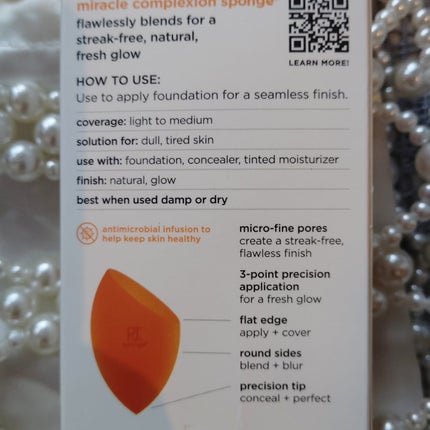 miracle complexion sponge
flawlessly blends for a
streak-free, natural,
fresh glow
LEARN MORE!
HOW TO USE:
Use to apply foundation for a seamless finish.
coverage: light to medium
solution for: dull, tired skin
use with: foundation, concealer, tinted moisturizer
finish: natural, glow
best when used damp or dry
antimicrobial infusion to
help keep skin healthy
micro-fine pores
create a streak-free,
flawless finish
3-point precision
application
for a fresh glow
flat edge
apply + cover
round sides
blend + blur
precision tip
conceal + perfect
RT